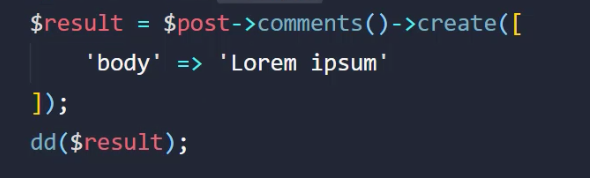 $result = $post->comments()->create([
    'body' => 'Lorem ipsum'
]);
dd($result);